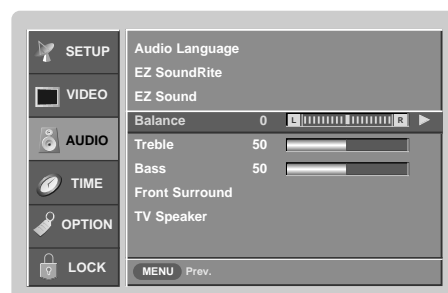 SETUP
VIDEO
AUDIO
TIME
OPTION
LOCK
Audio Language
EZ SoundRite
EZ Sound
Balance 0 L R
Treble 50
Bass 50
Front Surround
TV Speaker
MENU Prev.